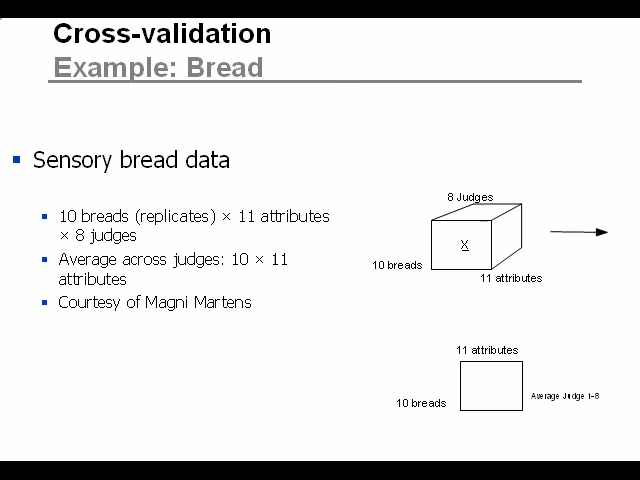 Cross-validation
Example: Bread
Sensory bread data
10 breads (replicates) × 11 attributes
× 8 judges
Average across judges: 10 × 11
attributes
Courtesy of Magni Martens
8 Judges
X
10 breads
11 attributes
11 attributes
10 breads
Average Judge 1-8